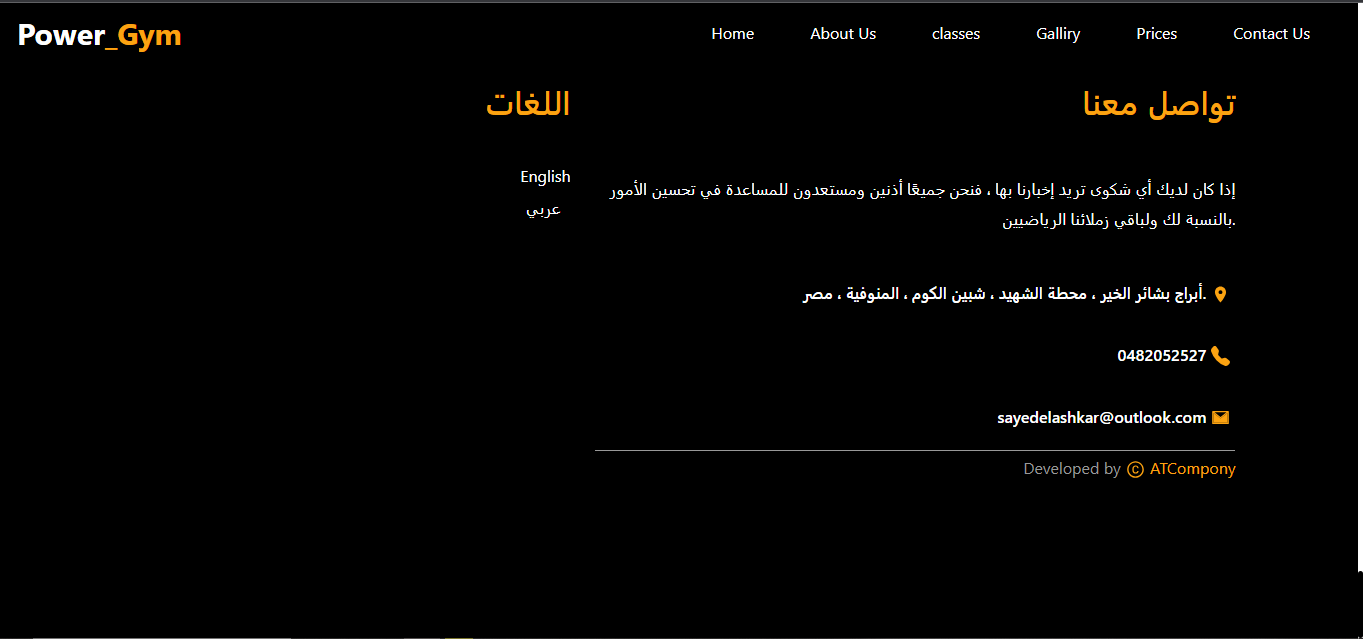 Power_Gym
Home
About Us
classes
Galliry
Prices
Contact Us
تواصل معنا
إذا كان لديك أي شكوى تريد إخبارنا بها ، فنحن جميعًا أذنين ومستعدون للمساعدة في تحسين الأمور
.بالنسبة لك ولباقي زملائنا الرياضيين
.أبراج بشائر الخير ، محطة الشهيد ، شبين الكوم ، المنوفية ، مصر
0482052527
sayedelashkar@outlook.com
Developed by © ATCompony
اللغات
English
عربي